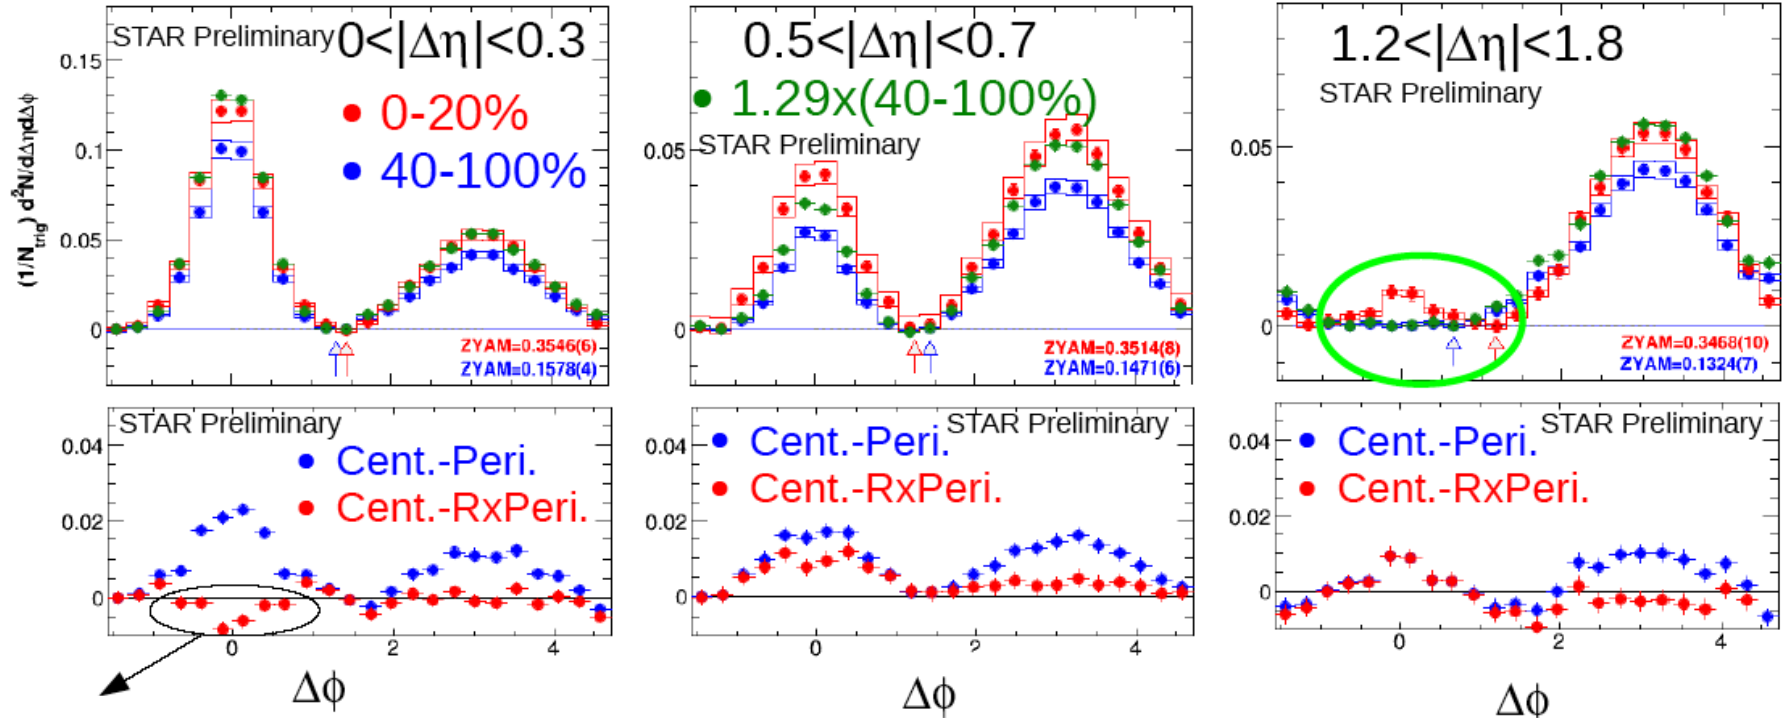 STAR Preliminary 0<|Δη|<0.3
0-20%
40-100%
0.15
0.1
0.05
0
(1/N_trig) d²N/dΔηdΔϕ
ZYAM=0.3546(6)
ZYAM=0.1578(4)
0.5<|Δη|<0.7
1.29x(40-100%)
STAR Preliminary
0.05
0
ZYAM=0.3514(8)
ZYAM=0.1471(6)
1.2<|Δη|<1.8
STAR Preliminary
0.05
0
ZYAM=0.3468(10)
ZYAM=0.1324(7)
STAR Preliminary
Cent.-Peri.
Cent.-RxPeri.
0.04
0.02
0
0 2 4
Δϕ
STAR Preliminary
Cent.-Peri.
Cent.-RxPeri.
0.04
0.02
0
0 2 4
Δϕ
STAR Preliminary
Cent.-Peri.
Cent.-RxPeri.
0.04
0.02
0
0 2 4
Δϕ